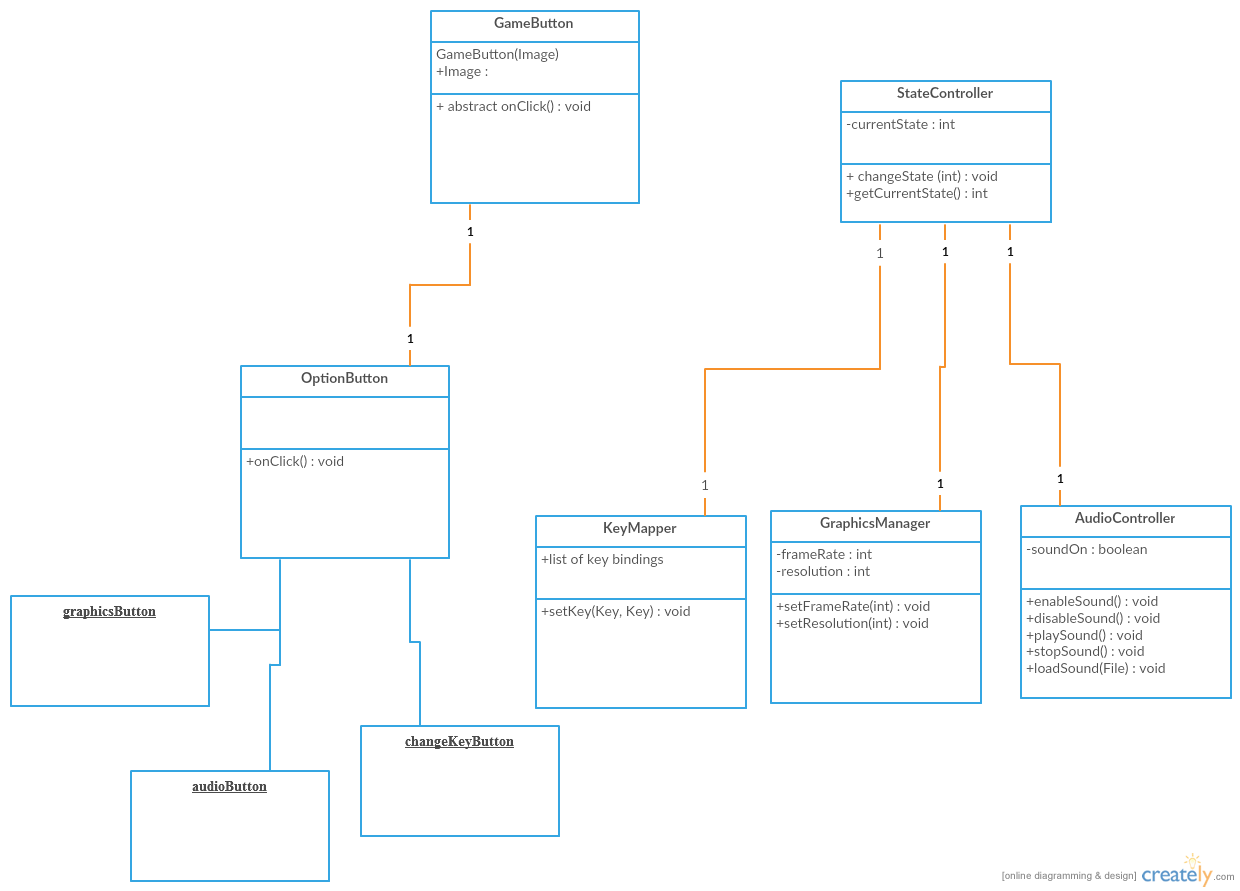 GameButton
GameButton(Image)
+Image :
+ abstract onClick() : void
1
1
StateController
-currentState : int
+ changeState (int) : void
+getCurrentState() : int
1
1
1
1
1
1
OptionButton
+onClick() : void
graphicsButton
audioButton
changeKeyButton
KeyMapper
+list of key bindings
+setKey(Key, Key) : void
GraphicsManager
-frameRate : int
-resolution : int
+setFrameRate(int) : void
+setResolution(int) : void
AudioController
-soundOn : boolean
+enableSound() : void
+disableSound() : void
+playSound() : void
+stopSound() : void
+loadSound(File) : void
[online diagramming & design] creately.com